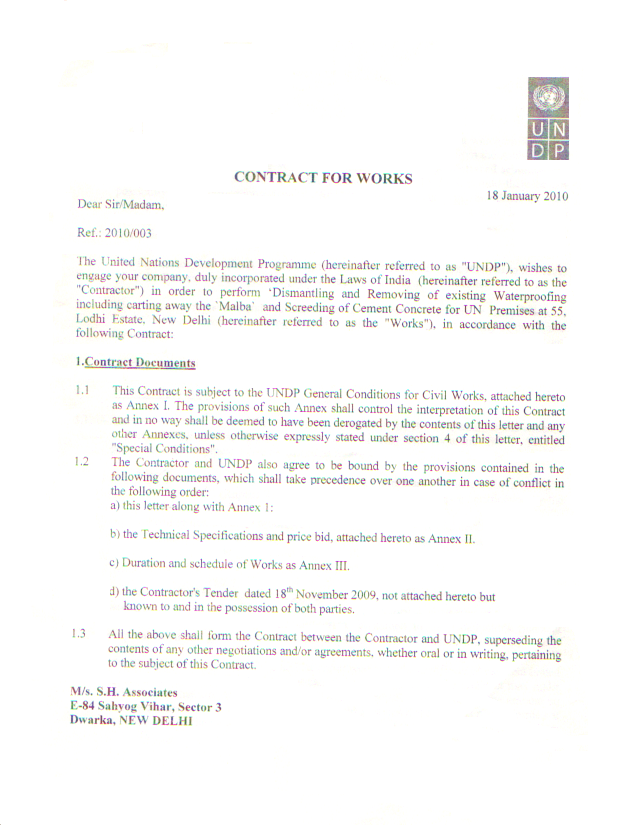 UN
DP
CONTRACT FOR WORKS
18 January 2010
Dear Sir/Madam,
Ref.: 2010/003
The United Nations Development Programme (hereinafter referred to as "UNDP"), wishes to
engage your company, duly incorporated under the Laws of India (hereinafter referred to as the
"Contractor") in order to perform ‘Dismantling and Removing of existing Waterproofing
including carting away the `Malba’ and Screeding of Cement Concrete for UN Premises at 55,
Lodhi Estate, New Delhi (hereinafter referred to as the "Works"), in accordance with the
following Contract:
1.Contract Documents
1.1 This Contract is subject to the UNDP General Conditions for Civil Works, attached hereto
as Annex I. The provisions of such Annex shall control the interpretation of this Contract
and in no way shall be deemed to have been derogated by the contents of this letter and any
other Annexes, unless otherwise expressly stated under section 4 of this letter, entitled
"Special Conditions".
1.2 The Contractor and UNDP also agree to be bound by the provisions contained in the
following documents, which shall take precedence over one another in case of conflict in
the following order:
a) this letter along with Annex 1;
b) the Technical Specifications and price bid, attached hereto as Annex II.
c) Duration and schedule of Works as Annex III.
d) the Contractor's Tender dated 18th November 2009, not attached hereto but
known to and in the possession of both parties.
1.3 All the above shall form the Contract between the Contractor and UNDP, superseding the
contents of any other negotiations and/or agreements, whether oral or in writing, pertaining
to the subject of this Contract.
M/s. S.H. Associates
E-84 Sahyog Vihar, Sector 3
Dwarka, NEW DELHI